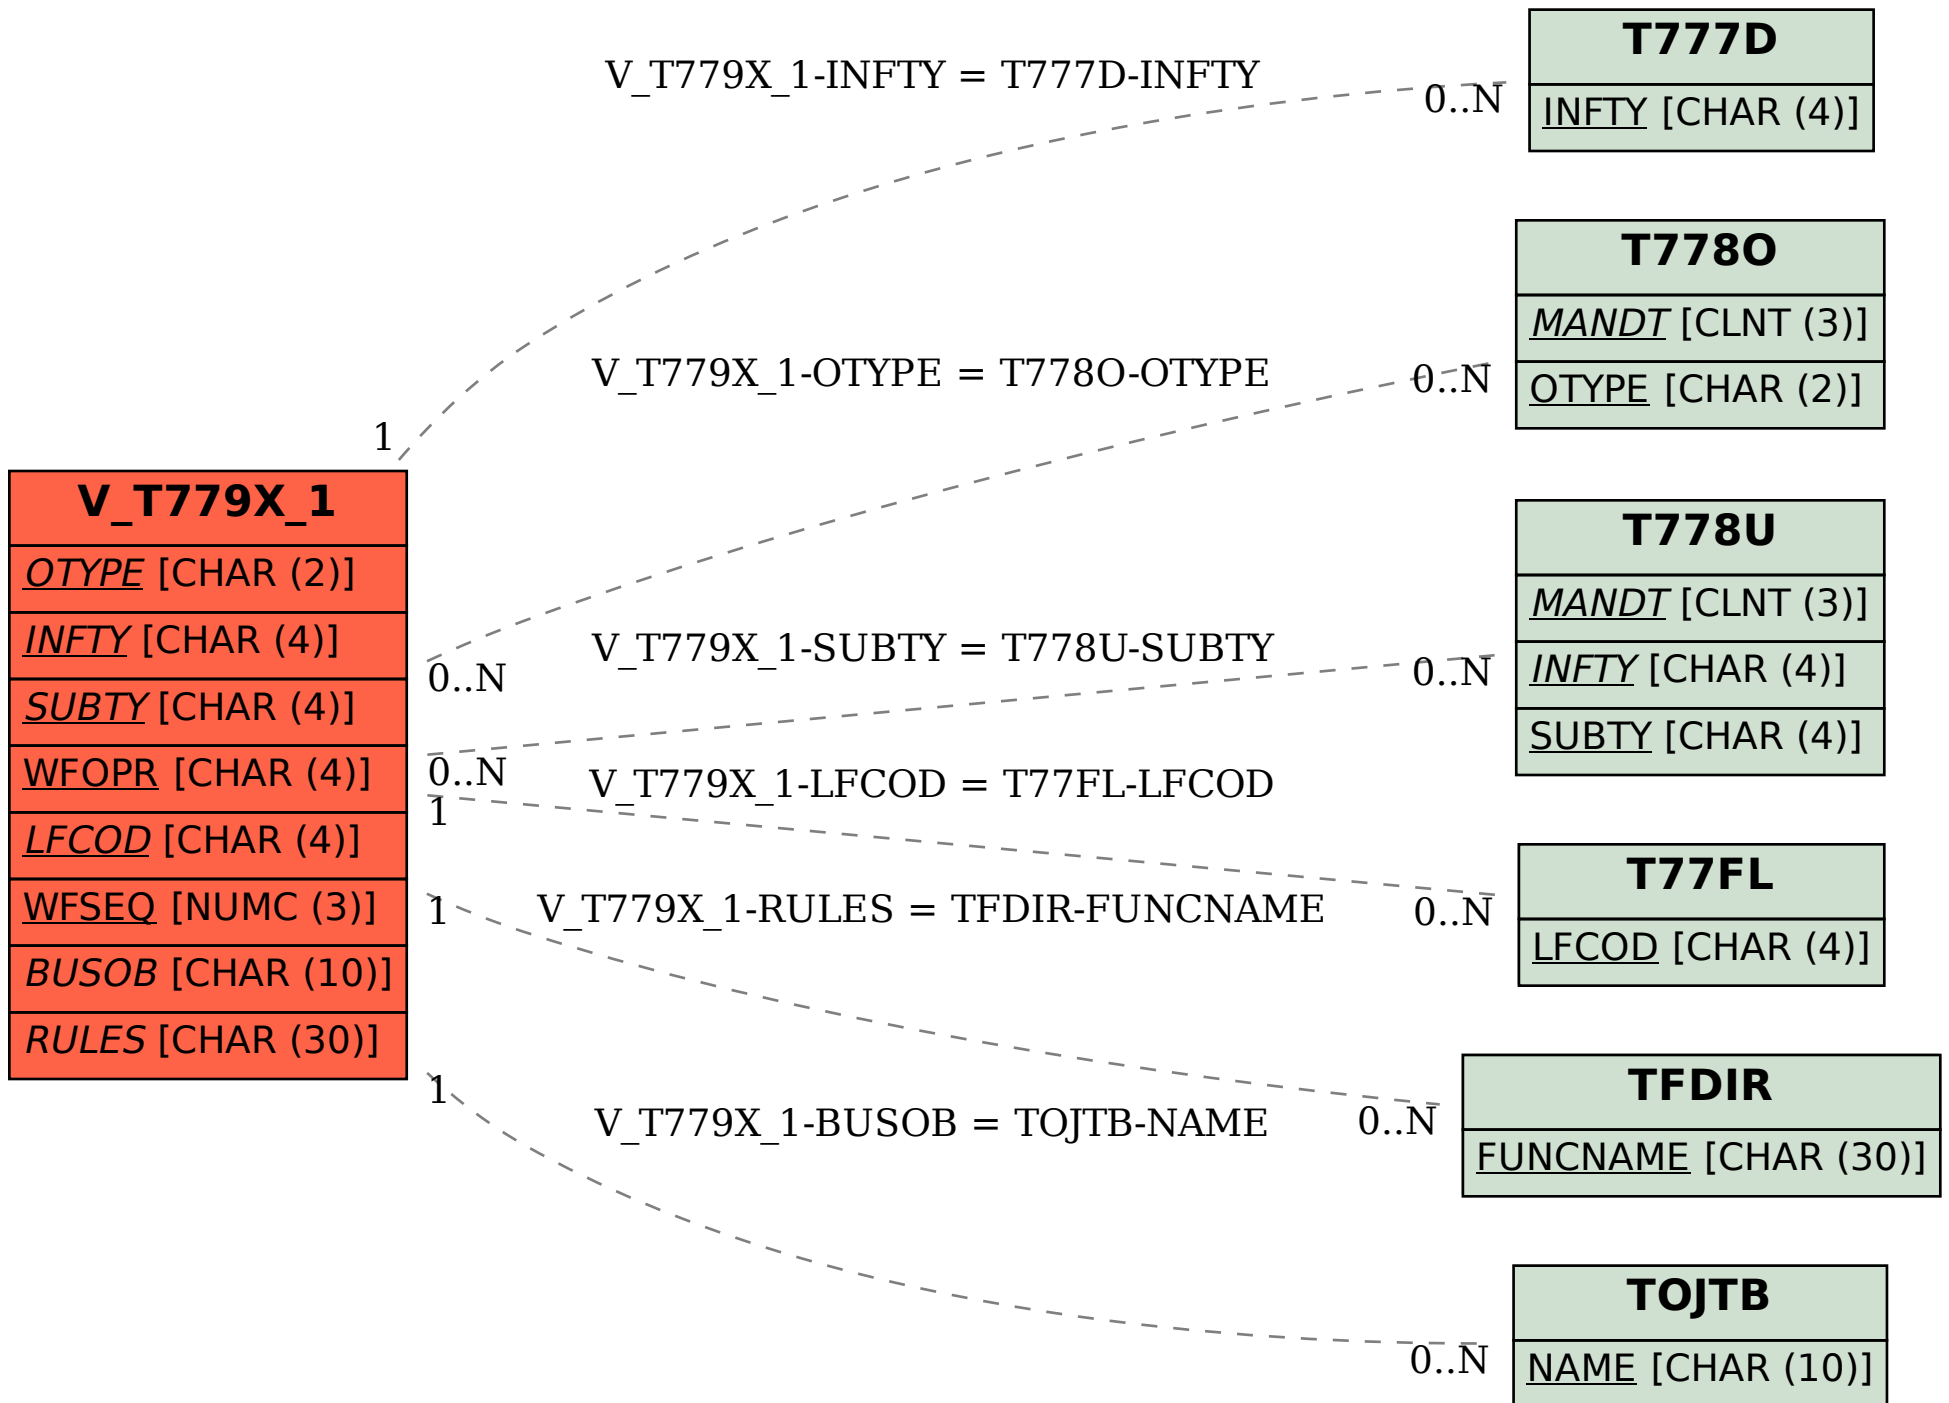 V_T779X_1
OTYPE [CHAR (2)]
INFTY [CHAR (4)]
SUBTY [CHAR (4)]
WFOPR [CHAR (4)]
LFCOD [CHAR (4)]
WFSEQ [NUMC (3)]
BUSOB [CHAR (10)]
RULES [CHAR (30)]
V_T779X_1-INFTY = T777D-INFTY
1
0..N
V_T779X_1-OTYPE = T778O-OTYPE
0..N
0..N
V_T779X_1-SUBTY = T778U-SUBTY
0..N
0..N
V_T779X_1-LFCOD = T77FL-LFCOD
1
0..N
V_T779X_1-RULES = TFDIR-FUNCNAME
1
0..N
V_T779X_1-BUSOB = TOJTB-NAME
1
0..N
T777D
INFTY [CHAR (4)]
T778O
MANDT [CLNT (3)]
OTYPE [CHAR (2)]
T778U
MANDT [CLNT (3)]
INFTY [CHAR (4)]
SUBTY [CHAR (4)]
T77FL
LFCOD [CHAR (4)]
TFDIR
FUNCNAME [CHAR (30)]
TOJTB
NAME [CHAR (10)]